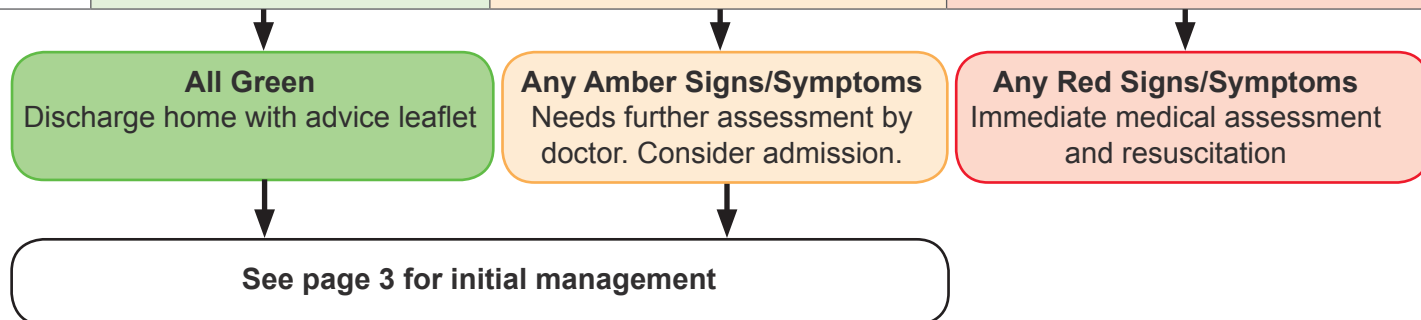 All Green
Discharge home with advice leaflet
Any Amber Signs/Symptoms
Needs further assessment by
doctor. Consider admission.
Any Red Signs/Symptoms
Immediate medical assessment
and resuscitation
See page 3 for initial management